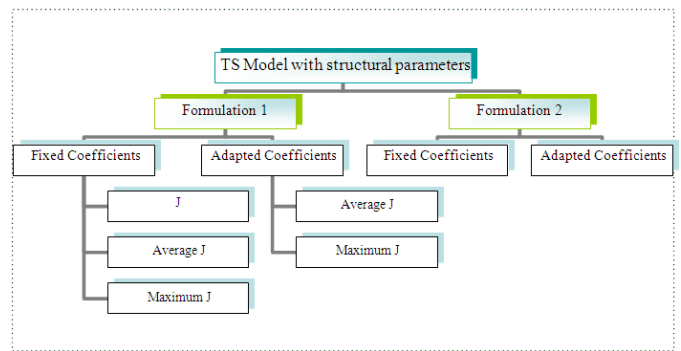 TS Model with structural parameters
Formulation 1
Formulation 2
Fixed Coefficients
Adapted Coefficients
Fixed Coefficients
Adapted Coefficients
J
Average J
Average J
Maximum J
Maximum J